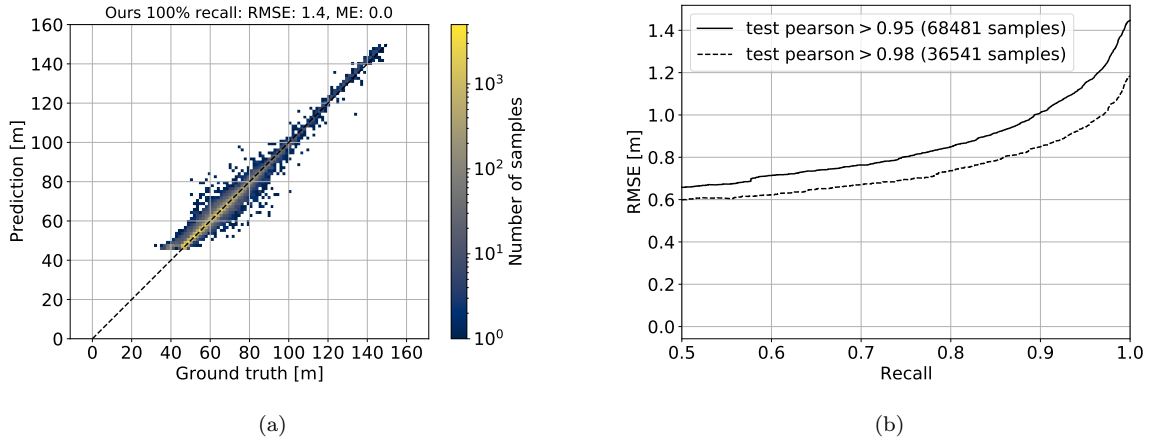 Ours 100% recall: RMSE: 1.4, ME: 0.0
160
140
120
100
80
60
40
20
0
Prediction [m]
0 20 40 60 80 100 120 140 160
Ground truth [m]
10³
10²
10¹
10⁰
Number of samples
(a)
test pearson > 0.95 (68481 samples)
test pearson > 0.98 (36541 samples)
1.4
1.2
1.0
0.8
0.6
0.4
0.2
0.0
RMSE [m]
0.5 0.6 0.7 0.8 0.9 1.0
Recall
(b)